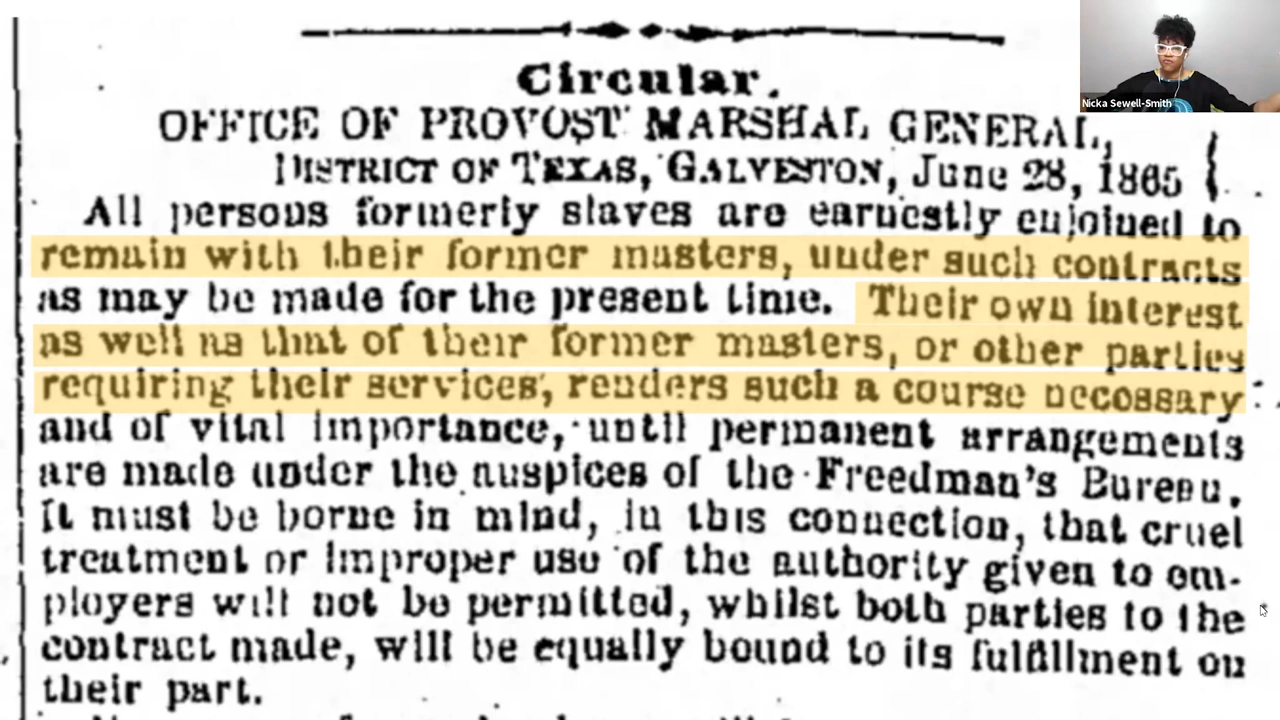 Circular.
OFFICE OF PROVOST MARSHAL GENERAL,
DISTRICT OF TEXAS, GALVESTON, June 28, 1865
All persons formerly slaves are earnestly enjoined to
remain with their former masters, under such contracts
as may be made for the present time. Their own interest
as well as that of their former masters, or other parties
requiring their services, renders such a course necessary
and of vital importance, until permanent arrangements
are made under the auspices of the Freedman's Bureau.
It must be borne in mind, in this connection, that cruel
treatment or improper use of the authority given to em-
ployers will not be permitted, whilst both parties to the
contract made, will be equally bound to its fulfillment on
their part.
Nicka Sewell-Smith